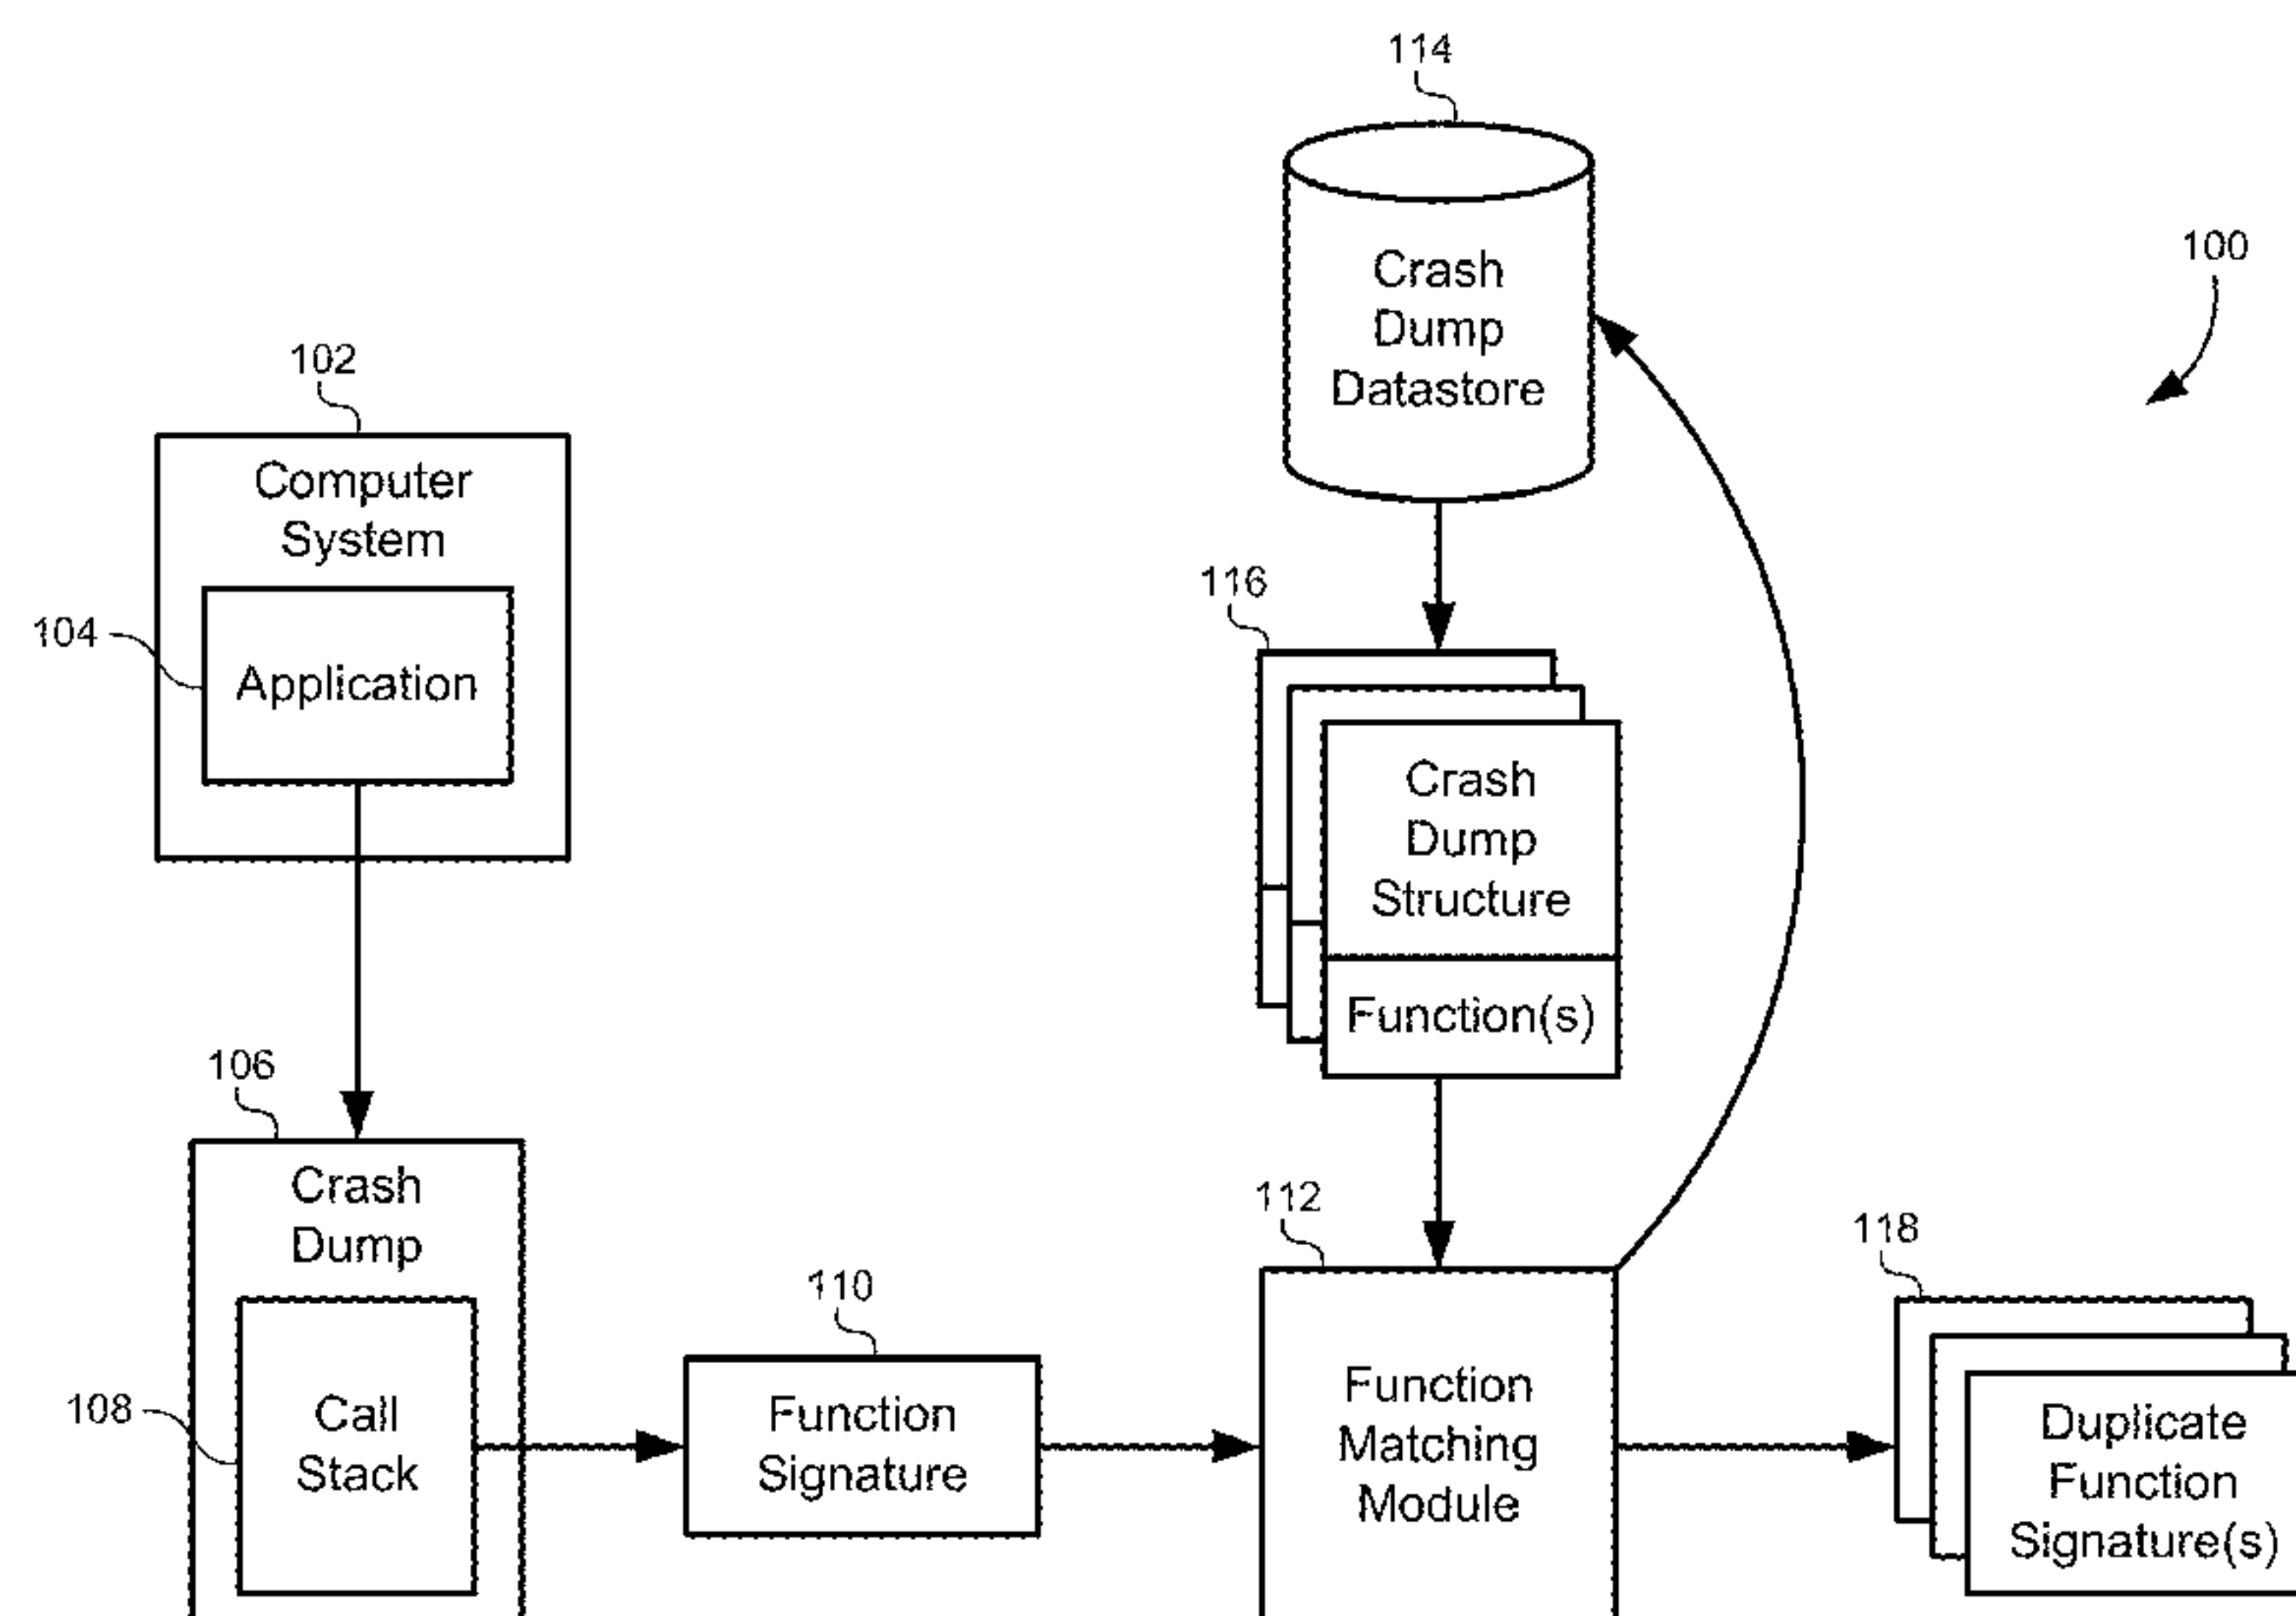 114
Crash
Dump
Datastore
100
102
Computer
System
104
Application
116
Crash
Dump
Structure
Function(s)
106
Crash
Dump
108
Call
Stack
110
Function
Signature
112
Function
Matching
Module
118
Duplicate
Function
Signature(s)